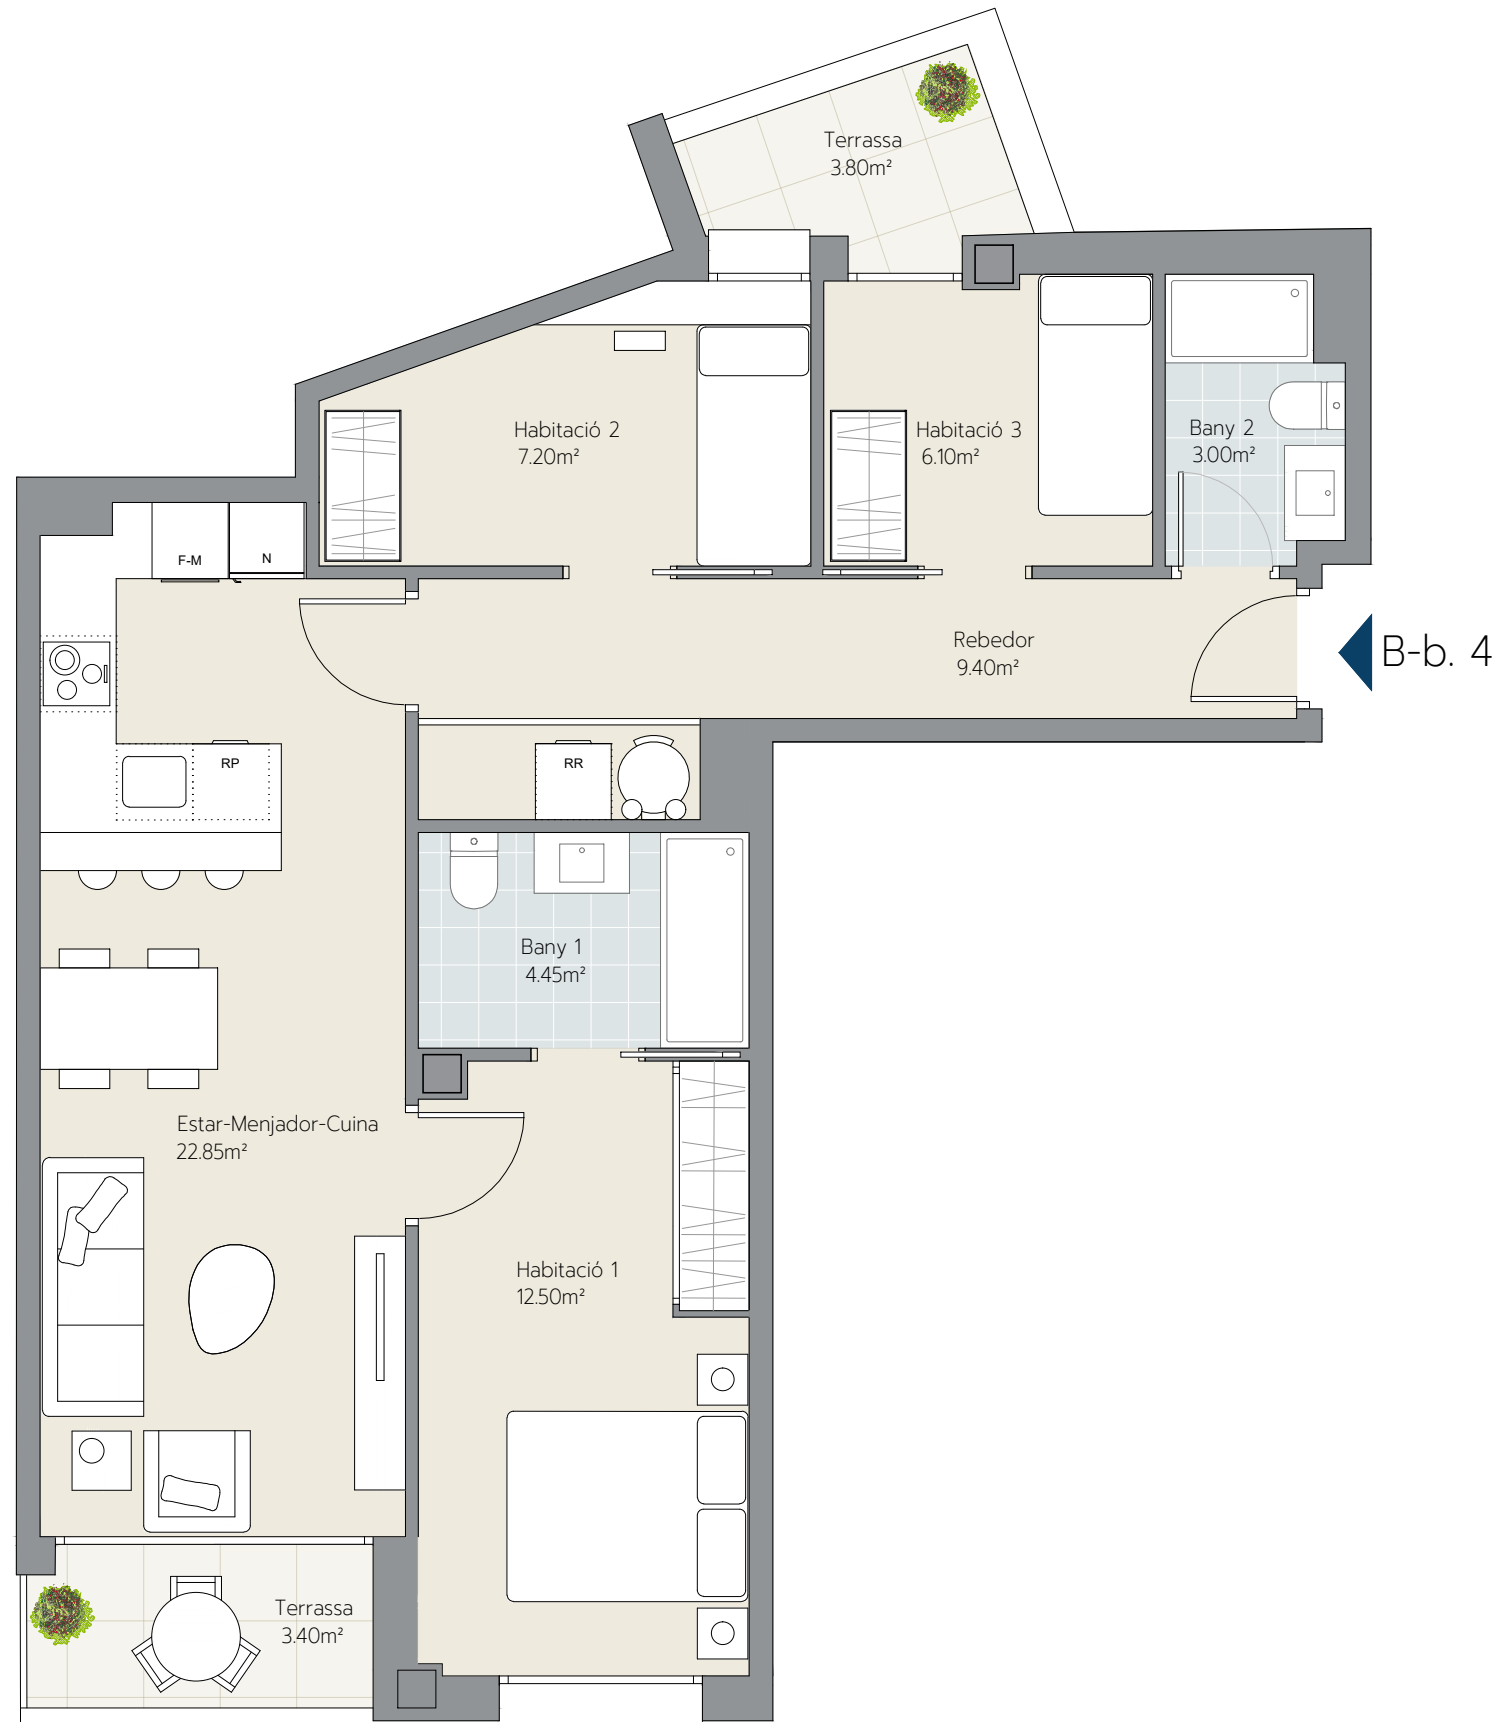 Terrassa
3.80m²
Habitació 2
7.20m²
Habitació 3
6.10m²
Bany 2
3.00m²
F-M
N
Rebedor
9.40m²
B-b. 4
RP
RR
Bany 1
4.45m²
Estar-Menjador-Cuina
22.85m²
Habitació 1
12.50m²
Terrassa
3.40m²